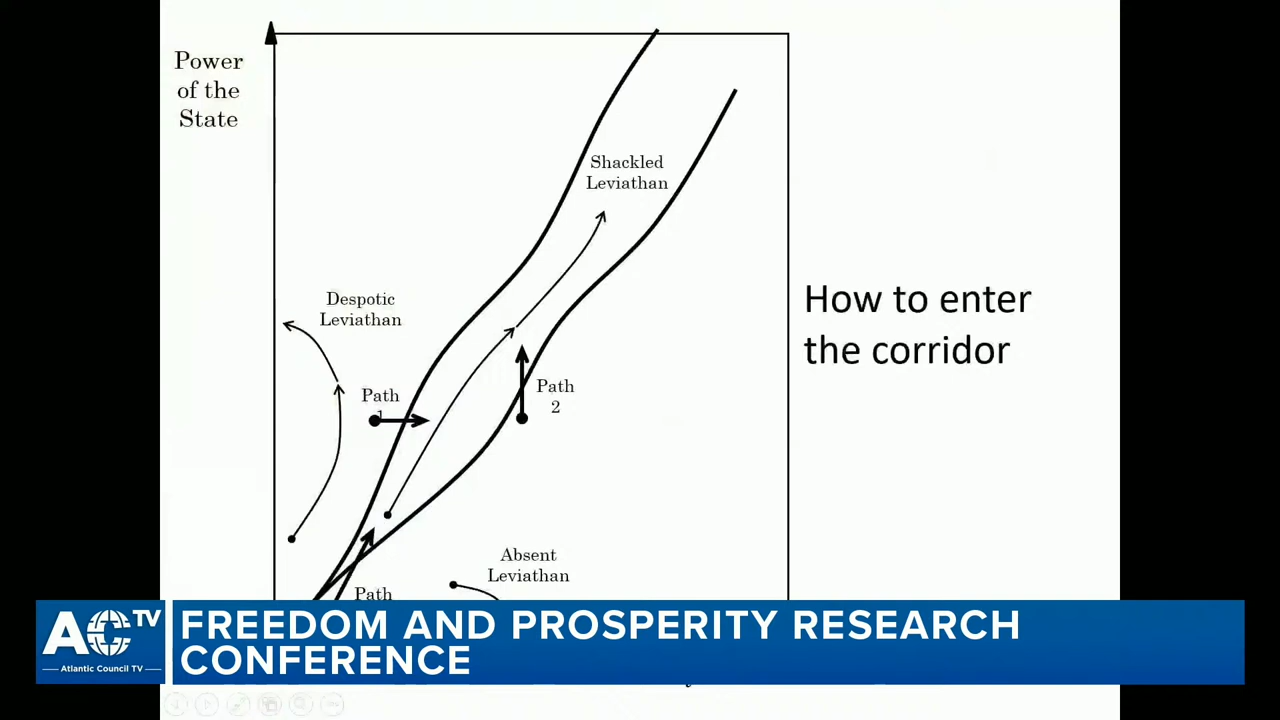 Power
of the
State
Shackled
Leviathan
Despotic
Leviathan
How to enter
the corridor
Path
1
Path
2
Absent
Leviathan
Path
AC TV
Atlantic Council TV
FREEDOM AND PROSPERITY RESEARCH
CONFERENCE